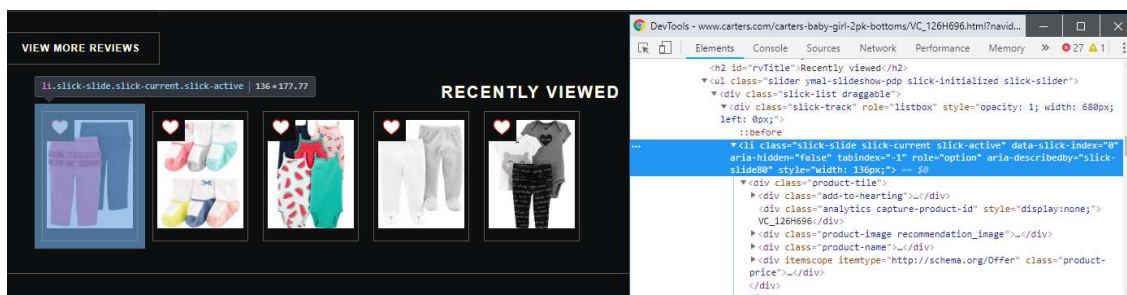 VIEW MORE REVIEWS
li.slick-slide.slick-current.slick-active | 136 × 177.77
RECENTLY VIEWED
DevTools - www.carters.com/carters-baby-girl-2pk-bottoms/VC_126H696.html?navid...
Elements Console Sources Network Performance Memory » 27 1
<h2 id="rvTitle">Recently viewed</h2>
▼<ul class="slider ymal-slideshow-pdp slick-initialized slick-slider">
▼<div class="slick-list draggable">
▼<div class="slick-track" role="listbox" style="opacity: 1; width: 680px;
left: 0px;">
::before
... ▼<li class="slick-slide slick-current slick-active" data-slick-index="0"
aria-hidden="false" tabindex="-1" role="option" aria-describedby="slick-
slide80" style="width: 136px;"> == $0
▼<div class="product-tile">
▶<div class="add-to-hearting">…</div>
<div class="analytics capture-product-id" style="display:none;">
VC_126H696</div>
▶<div class="product-image recommendation_image">…</div>
▶<div class="product-name">…</div>
▶<div itemscope itemtype="http://schema.org/Offer" class="product-
price">…</div>
</div>